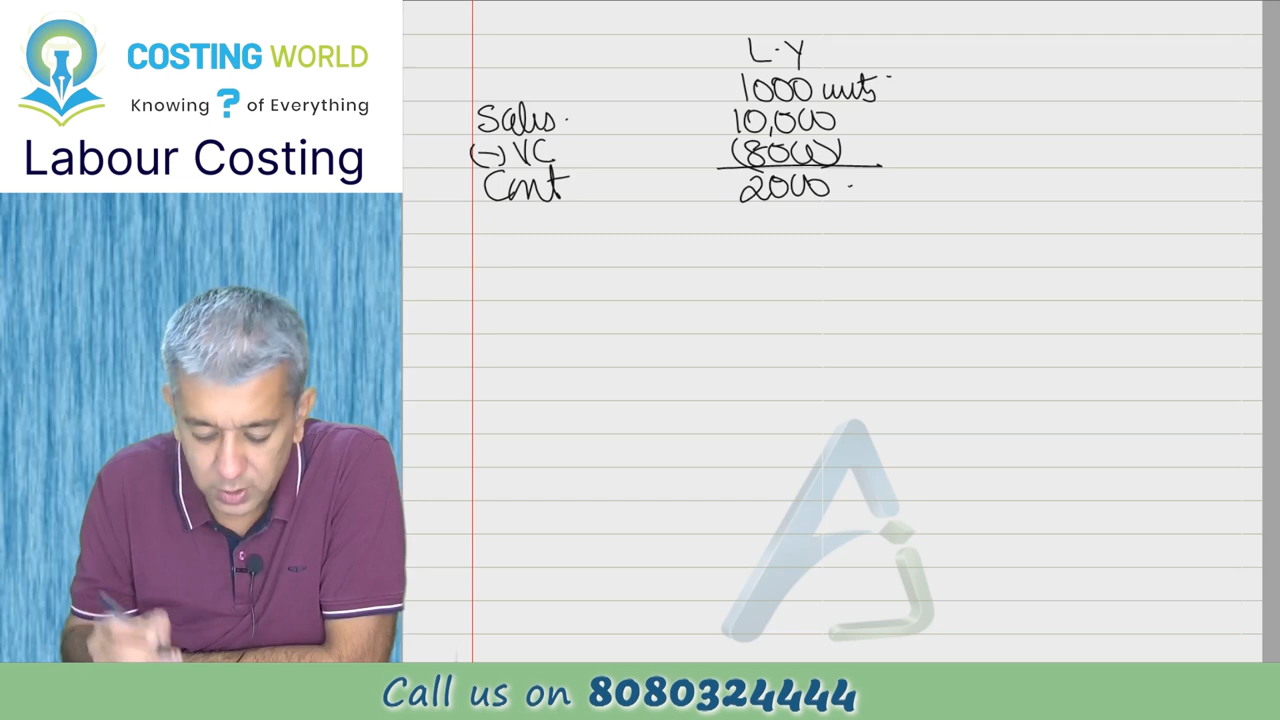 COSTING WORLD
Knowing ? of Everything
Labour Costing
L.Y
1000 units
Sales. 10,000
(-) VC (8000)
Cont 2000
Call us on 8080324444